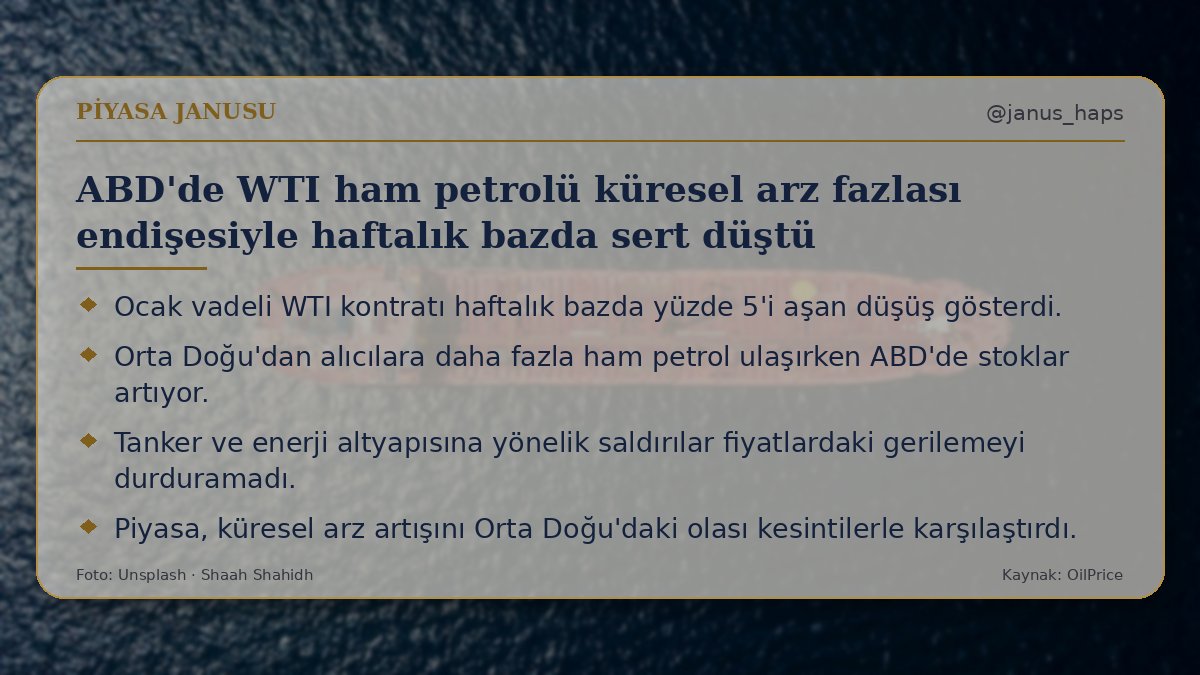 PİYASA JANUSU
@janus_haps
ABD'de WTI ham petrolü küresel arz fazlası
endişesiyle haftalık bazda sert düştü
Ocak vadeli WTI kontratı haftalık bazda yüzde 5'i aşan düşüş gösterdi.
Orta Doğu'dan alıcılara daha fazla ham petrol ulaşırken ABD'de stoklar
artıyor.
Tanker ve enerji altyapısına yönelik saldırılar fiyatlardaki gerilemeyi
durduramadı.
Piyasa, küresel arz artışını Orta Doğu'daki olası kesintilerle karşılaştırdı.
Foto: Unsplash · Shaah Shahidh
Kaynak: OilPrice